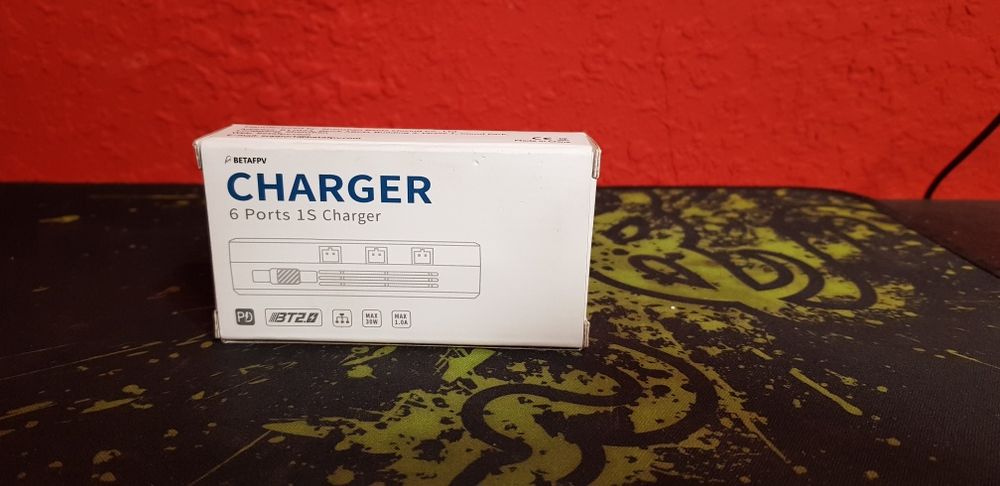 BETAFPV
CHARGER
6 Ports 1S Charger
PD
BT2.0
MAX
30W
MAX
1.0A